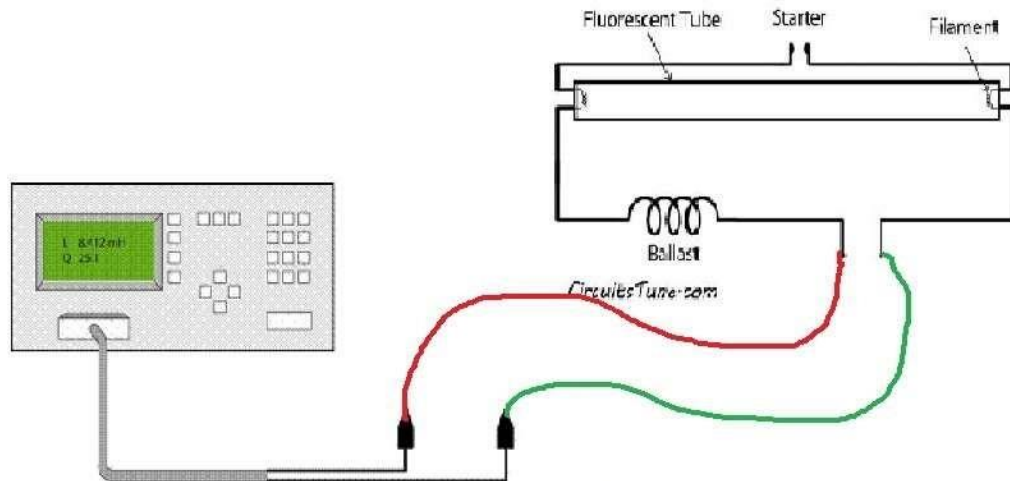 Fluorescent Tube
Starter
Filament
L 8.412 mH
Q 25.1
Ballast
CircuitsTune.com